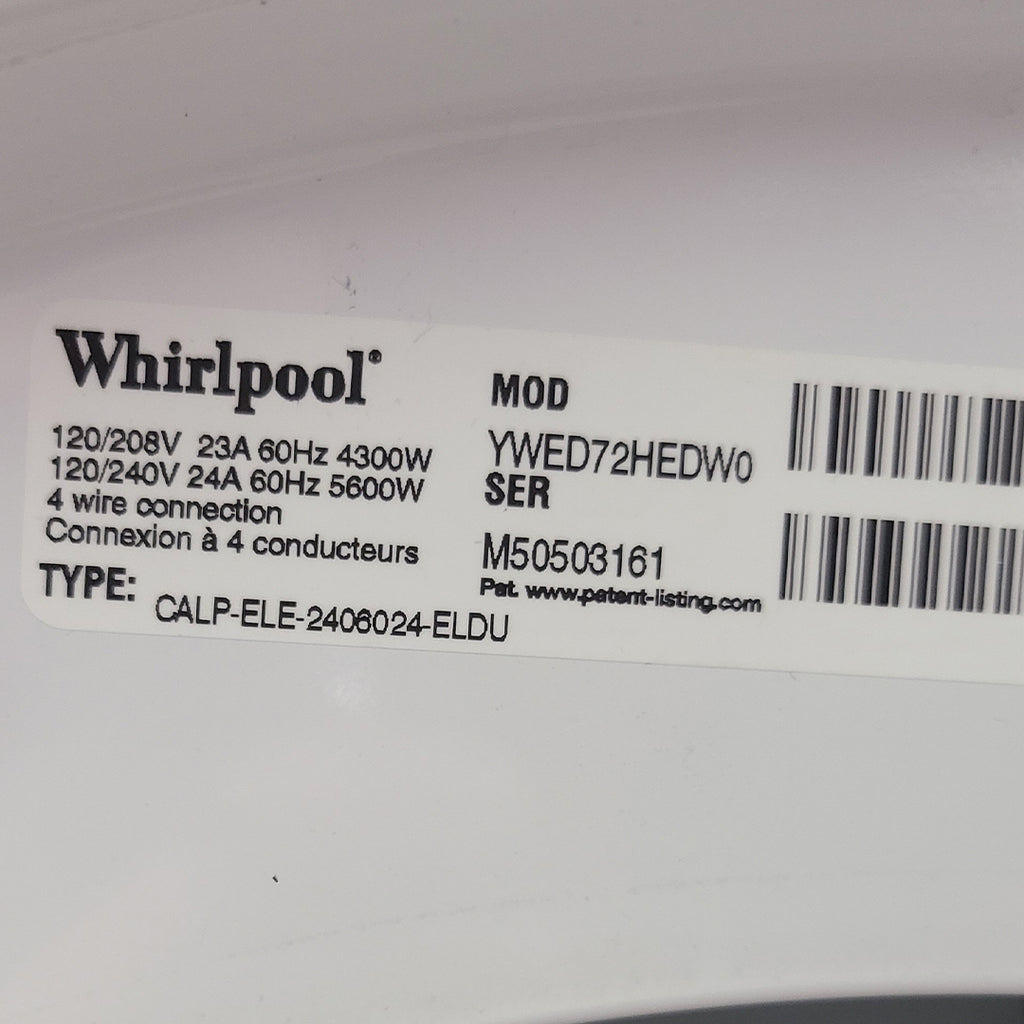 Whirlpool®
120/208V 23A 60Hz 4300W
120/240V 24A 60Hz 5600W
4 wire connection
Connexion à 4 conducteurs
TYPE:
CALP-ELE-2406024-ELDU
MOD
YWED72HEDW0
SER
M50503161
Pat. www.patent-listing.com